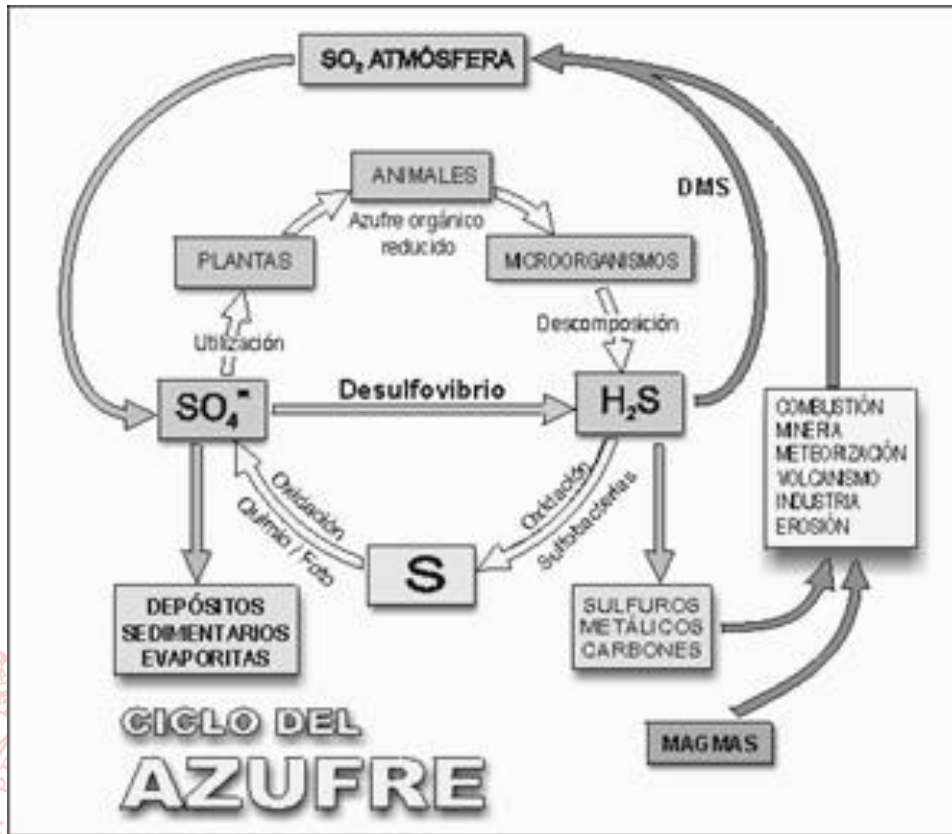 SO₂ ATMÓSFERA
DMS
ANIMALES
Azufre orgánico
reducido
PLANTAS
MICROORGANISMOS
Utilización
Descomposición
SO₄⁼
Desulfovibrio
H₂S
COMBUSTIÓN
MINERIA
METEORIZACIÓN
VOLCANISMO
INDUSTRIA
EROSIÓN
Oxidación
Químio / Foto
Oxidación
Sulfobacterias
S
DEPÓSITOS
SEDIMENTARIOS
EVAPORITAS
SULFUROS
METÁLICOS
CARBONES
MAGMAS
CICLO DEL
AZUFRE